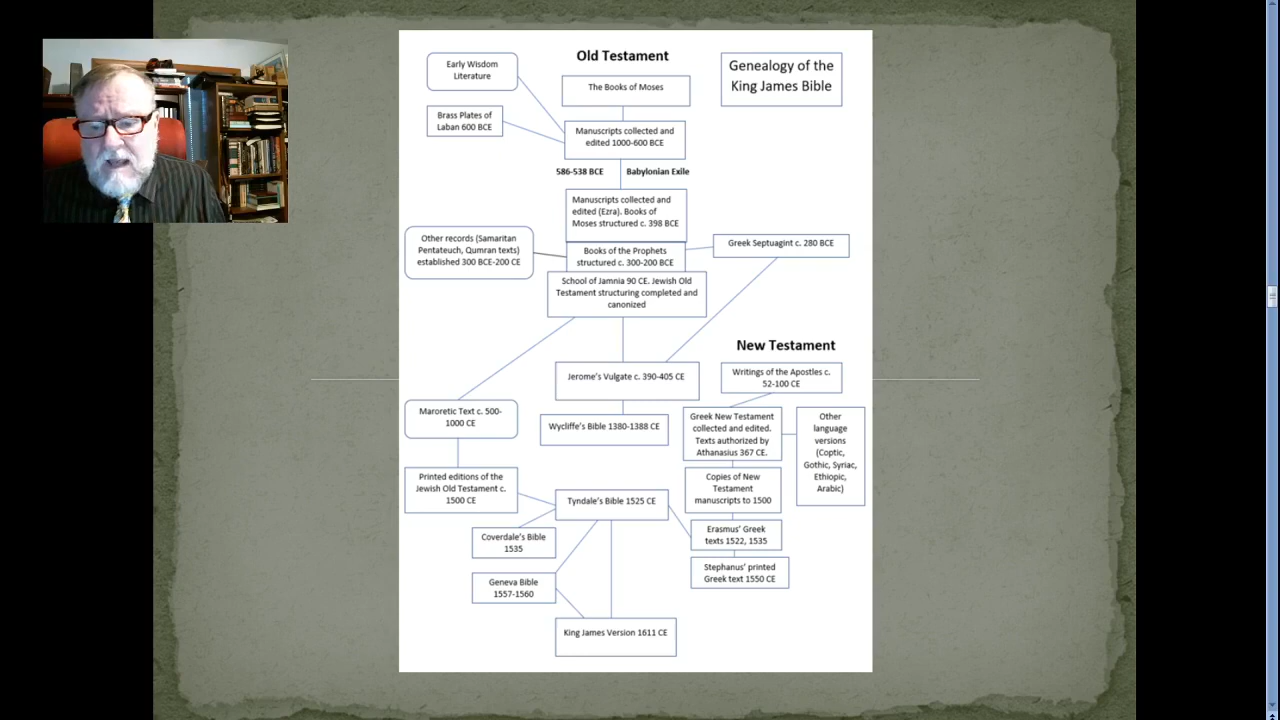 Old Testament
Genealogy of the
King James Bible
Early Wisdom
Literature
The Books of Moses
Brass Plates of
Laban 600 BCE
Manuscripts collected and
edited 1000-600 BCE
586-538 BCE
Babylonian Exile
Manuscripts collected and
edited (Ezra). Books of
Moses structured c. 398 BCE
Other records (Samaritan
Pentateuch, Qumran texts)
established 300 BCE-200 CE
Books of the Prophets
structured c. 300-200 BCE
Greek Septuagint c. 280 BCE
School of Jamnia 90 CE. Jewish Old
Testament structuring completed and
canonized
New Testament
Jerome's Vulgate c. 390-405 CE
Writings of the Apostles c.
52-100 CE
Maroretic Text c. 500-
1000 CE
Wycliffe's Bible 1380-1388 CE
Greek New Testament
collected and edited.
Texts authorized by
Athanasius 367 CE.
Other
language
versions
(Coptic,
Gothic, Syriac,
Ethiopic,
Arabic)
Printed editions of the
Jewish Old Testament c.
1500 CE
Tyndale's Bible 1525 CE
Copies of New
Testament
manuscripts to 1500
Coverdale's Bible
1535
Erasmus' Greek
texts 1522, 1535
Geneva Bible
1557-1560
Stephanus' printed
Greek text 1550 CE
King James Version 1611 CE